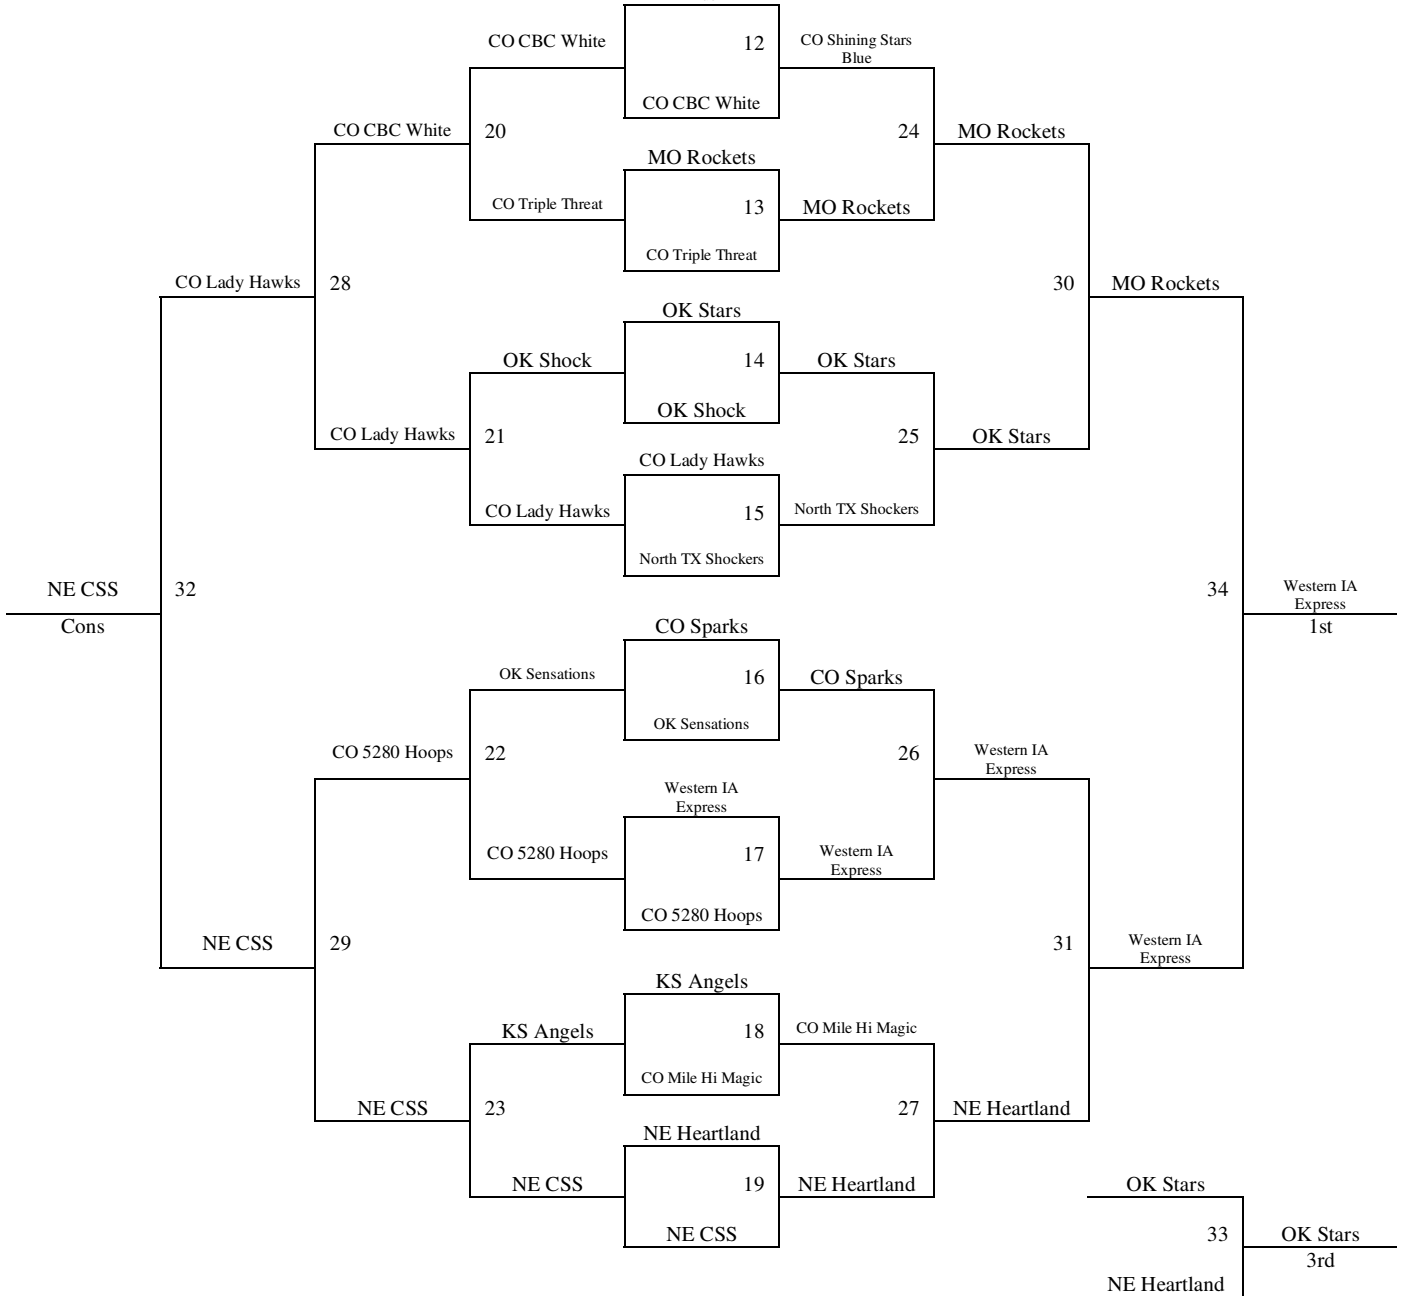 CO CBC White
12
CO Shining Stars
Blue
CO CBC White
CO CBC White
20
24
MO Rockets
MO Rockets
CO Triple Threat
13
MO Rockets
CO Triple Threat
CO Lady Hawks
28
30
MO Rockets
OK Stars
OK Shock
14
OK Stars
OK Shock
CO Lady Hawks
21
25
OK Stars
CO Lady Hawks
CO Lady Hawks
15
North TX Shockers
North TX Shockers
NE CSS
32
34
Western IA
Express
Cons
1st
CO Sparks
OK Sensations
16
CO Sparks
OK Sensations
CO 5280 Hoops
22
26
Western IA
Express
Western IA
Express
CO 5280 Hoops
17
Western IA
Express
CO 5280 Hoops
NE CSS
29
31
Western IA
Express
KS Angels
KS Angels
18
CO Mile Hi Magic
CO Mile Hi Magic
NE CSS
23
27
NE Heartland
NE Heartland
NE CSS
19
NE Heartland
OK Stars
NE CSS
33
OK Stars
3rd
NE Heartland